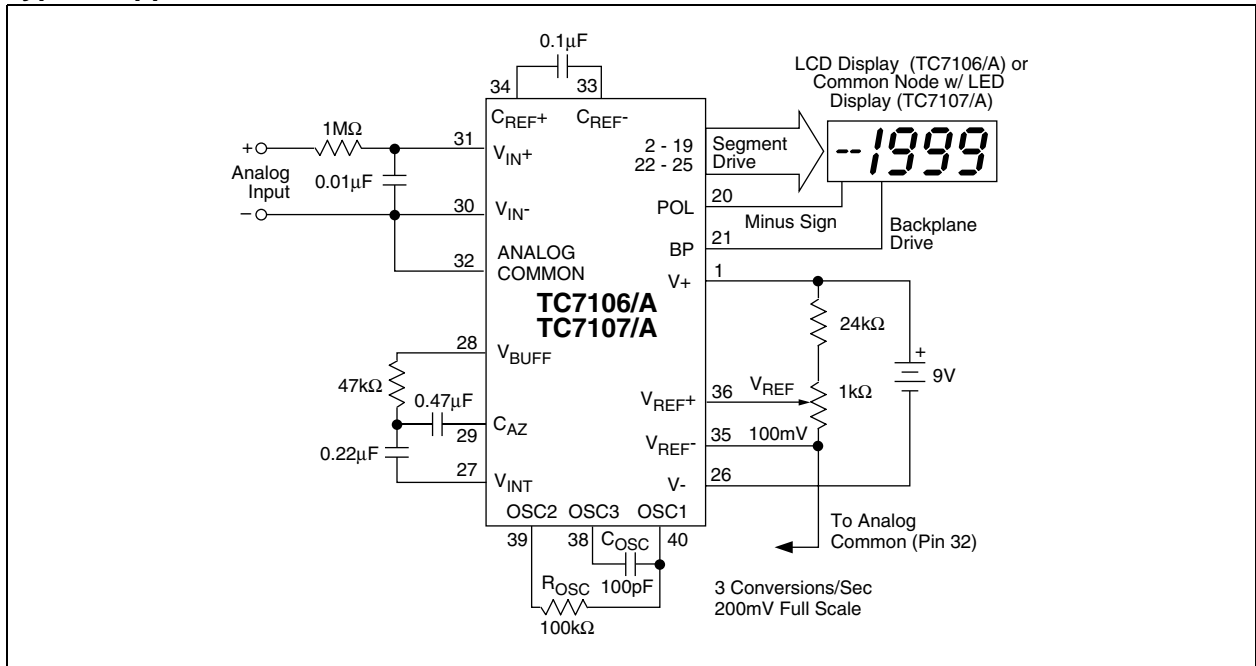 0.1μF
34
33
CREF+
CREF-
LCD Display (TC7106/A) or
Common Node w/ LED
Display (TC7107/A)
--1999
1MΩ
31
VIN+
+
Analog
Input
–
0.01μF
30
VIN-
32
ANALOG
COMMON
2 - 19
22 - 25
Segment
Drive
POL
20
Minus Sign
BP
21
Backplane
Drive
V+
1
TC7106/A
TC7107/A
24kΩ
+
9V
28
VBUFF
47kΩ
0.47μF
29
CAZ
0.22μF
27
VINT
VREF+
36
VREF
1kΩ
VREF-
35
100mV
V-
26
OSC2
OSC3
OSC1
39
38
COSC
40
100pF
ROSC
100kΩ
To Analog
Common (Pin 32)
3 Conversions/Sec
200mV Full Scale